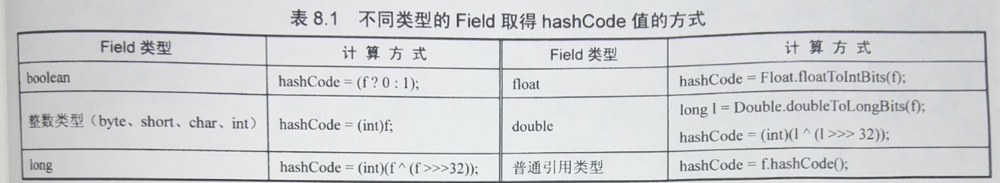 表 8.1 不同类型的 Field 取得 hashCode 值的方式
Field 类型 计 算 方 式 Field 类型 计 算 方 式
boolean hashCode = (f ? 0 : 1); float hashCode = Float.floatToIntBits(f);
整数类型（byte、short、char、int） hashCode = (int)f; double long l = Double.doubleToLongBits(f);
hashCode = (int)(l ^ (l >>> 32));
long hashCode = (int)(f ^ (f >>>32)); 普通引用类型 hashCode = f.hashCode();